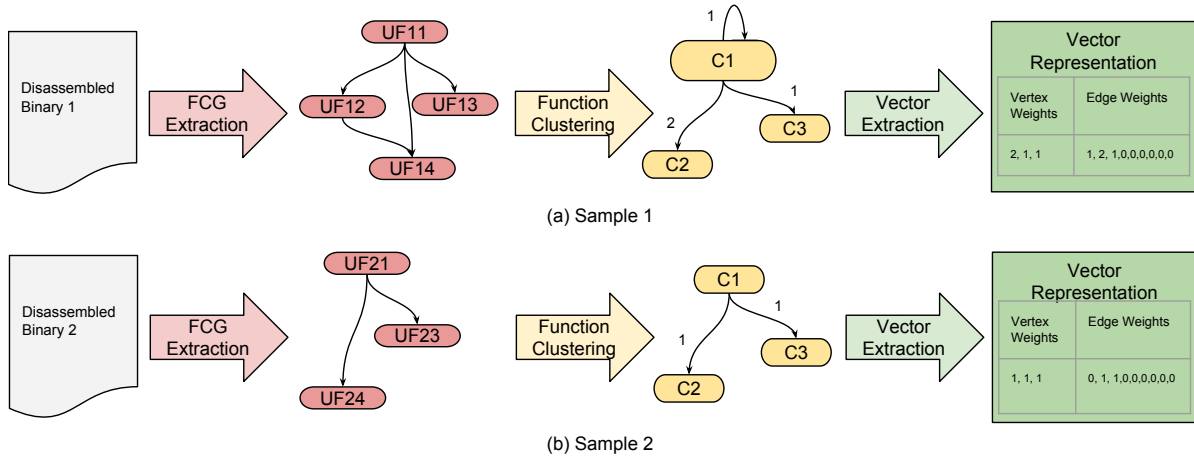 Disassembled
Binary 1
FCG
Extraction
UF11
UF12
UF13
UF14
Function
Clustering
1
C1
1
2
C3
C2
Vector
Extraction
Vector
Representation
Vertex
Weights
Edge Weights
2, 1, 1
1, 2, 1,0,0,0,0,0,0
(a) Sample 1
Disassembled
Binary 2
FCG
Extraction
UF21
UF23
UF24
Function
Clustering
C1
1
1
C3
C2
Vector
Extraction
Vector
Representation
Vertex
Weights
Edge Weights
1, 1, 1
0, 1, 1,0,0,0,0,0,0
(b) Sample 2